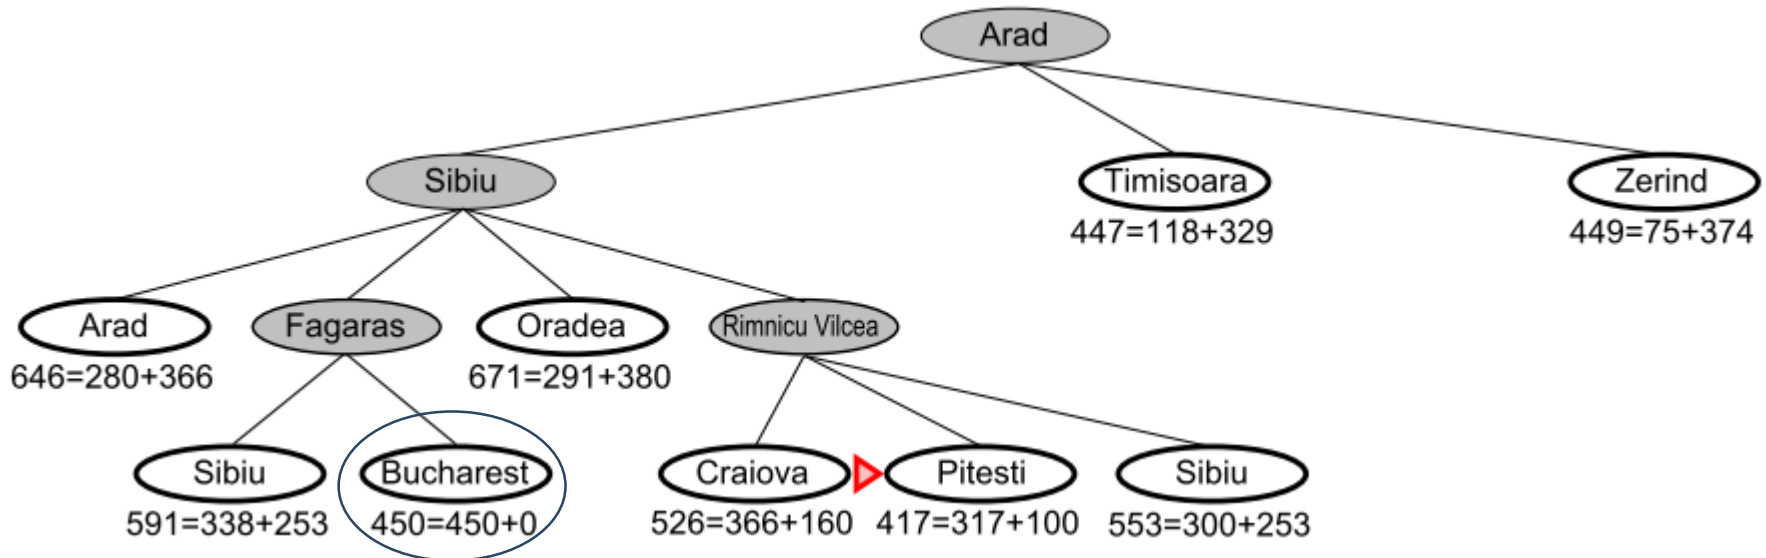 Arad
Sibiu
Timisoara
Zerind
447=118+329
449=75+374
Arad
Fagaras
Oradea
Rimnicu Vilcea
646=280+366
671=291+380
Sibiu
Bucharest
Craiova
Pitesti
Sibiu
591=338+253
450=450+0
526=366+160
417=317+100
553=300+253